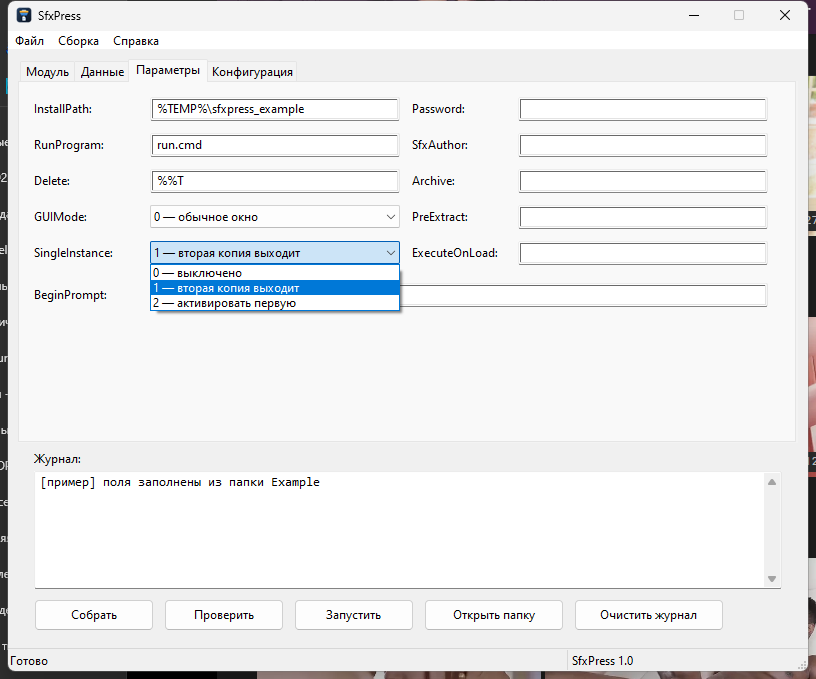 SfxPress
Файл Сборка Справка
Модуль Данные Параметры Конфигурация
InstallPath: %TEMP%\sfxpress_example Password:
RunProgram: run.cmd SfxAuthor:
Delete: %%T Archive:
GUIMode: 0 — обычное окно PreExtract:
SingleInstance: 1 — вторая копия выходит ExecuteOnLoad:
0 — выключено
1 — вторая копия выходит
2 — активировать первую
BeginPrompt:
Журнал:
[пример] поля заполнены из папки Example
Собрать Проверить Запустить Открыть папку Очистить журнал
Готово SfxPress 1.0